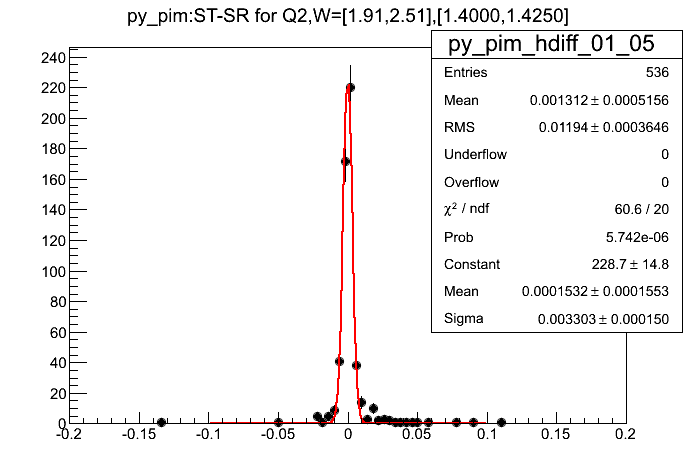 py_pim:ST-SR for Q2,W=[1.91,2.51],[1.4000,1.4250]
py_pim_hdiff_01_05
Entries 536
Mean 0.001312 ± 0.0005156
RMS 0.01194 ± 0.0003646
Underflow 0
Overflow 0
χ² / ndf 60.6 / 20
Prob 5.742e-06
Constant 228.7 ± 14.8
Mean 0.0001532 ± 0.0001553
Sigma 0.003303 ± 0.000150
240
220
200
180
160
140
120
100
80
60
40
20
0
-0.2 -0.15 -0.1 -0.05 0 0.05 0.1 0.15 0.2